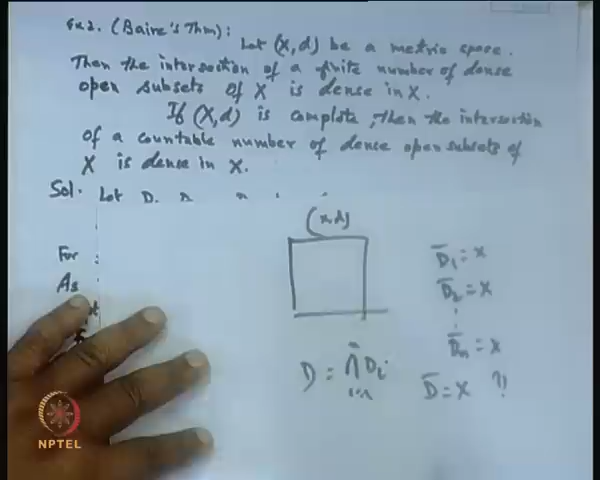 Ex 2. (Baire's Thm):
Let (X, d) be a metric space.
Then the intersection of a finite number of dense
open subsets of X is dense in X.
If (X, d) is complete, then the intersection
of a countable number of dense open subsets of
X is dense in X.
Sol. Let D.
For :
As
(X, d)
D̄₁ = X
D̄₂ = X
⋮
D̄ₙ = X
D = ⋂ Dᵢ
D̄ = X ?!
NPTEL